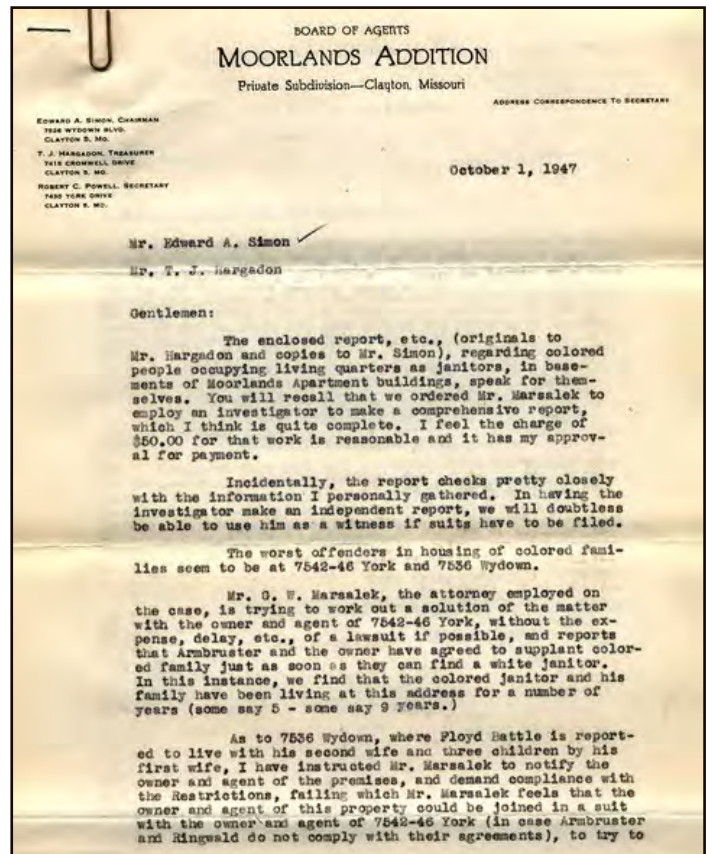 BOARD OF AGENTS
MOORLANDS ADDITION
Private Subdivision—Clayton, Missouri
ADDRESS CORRESPONDENCE TO SECRETARY
EDWARD A. SIMON, CHAIRMAN
WYDOWN BLVD.
CLAYTON 5, MO.
T. J. HARGADON, TREASURER
7415 CROMWELL DRIVE
CLAYTON 5, MO.
ROBERT C. POWELL, SECRETARY
YORK DRIVE
CLAYTON 5, MO.
October 1, 1947
Mr. Edward A. Simon
Mr. T. J. Hargadon
Gentlemen:
The enclosed report, etc., (originals to
Mr. Hargadon and copies to Mr. Simon), regarding colored
people occupying living quarters as janitors, in base-
ments of Moorlands Apartment buildings, speak for them-
selves. You will recall that we ordered Mr. Marsalek to
employ an investigator to make a comprehensive report,
which I think is quite complete. I feel the charge of
$50.00 for that work is reasonable and it has my approv-
al for payment.
Incidentally, the report checks pretty closely
with the information I personally gathered. In having the
investigator make an independent report, we will doubtless
be able to use him as a witness if suits have to be filed.
The worst offenders in housing of colored fami-
lies seem to be at 7542-46 York and 7536 Wydown.
Mr. G. W. Marsalek, the attorney employed on
the case, is trying to work out a solution of the matter
with the owner and agent of 7542-46 York, without the ex-
pense, delay, etc., of a lawsuit if possible, and reports
that Armbruster and the owner have agreed to supplant color-
ed family just as soon as they can find a white janitor.
In this instance, we find that the colored janitor and his
family have been living at this address for a number of
years (some say 5 - some say 9 years.)
As to 7536 Wydown, where Floyd Battle is report-
ed to live with his second wife and three children by his
first wife, I have instructed Mr. Marsalek to notify the
owner and agent of the premises, and demand compliance with
the Restrictions, failing which Mr. Marsalek feels that the
owner and agent of this property could be joined in a suit
with the owner and agent of 7542-46 York (in case Armbruster
and Ringwald do not comply with their agreements), to try to